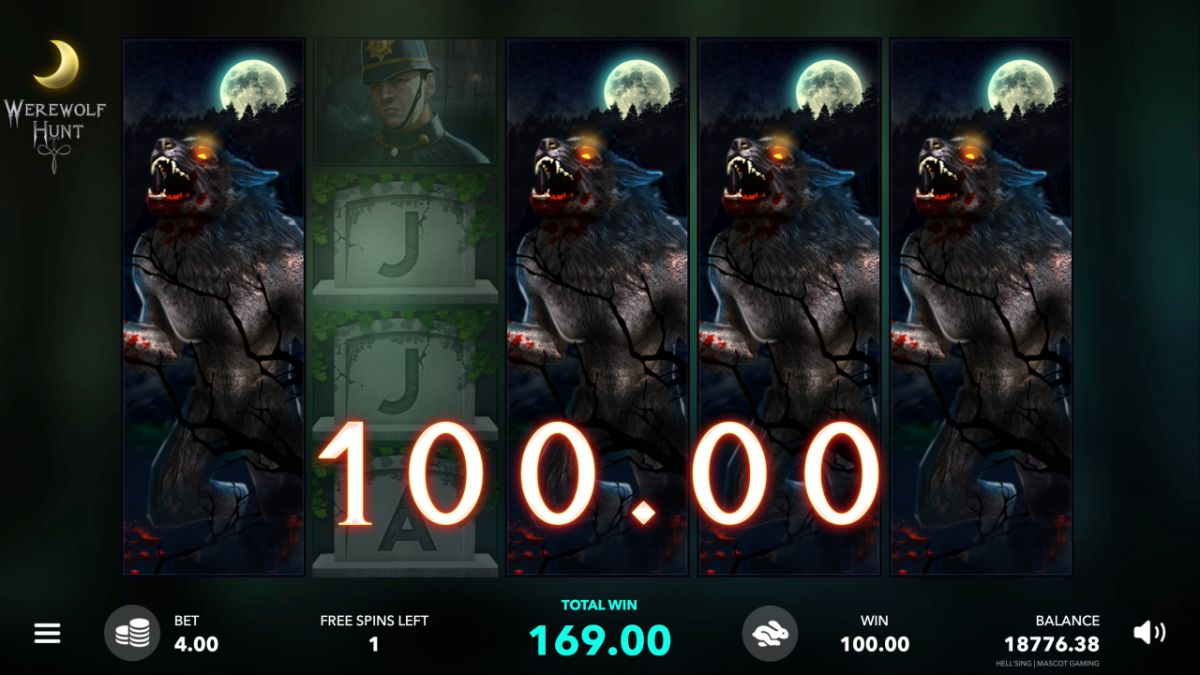 WEREWOLF
HUNT
J
J
A
100.00
BET
4.00
FREE SPINS LEFT
1
TOTAL WIN
169.00
WIN
100.00
BALANCE
18776.38
HELL'SING | MASCOT GAMING